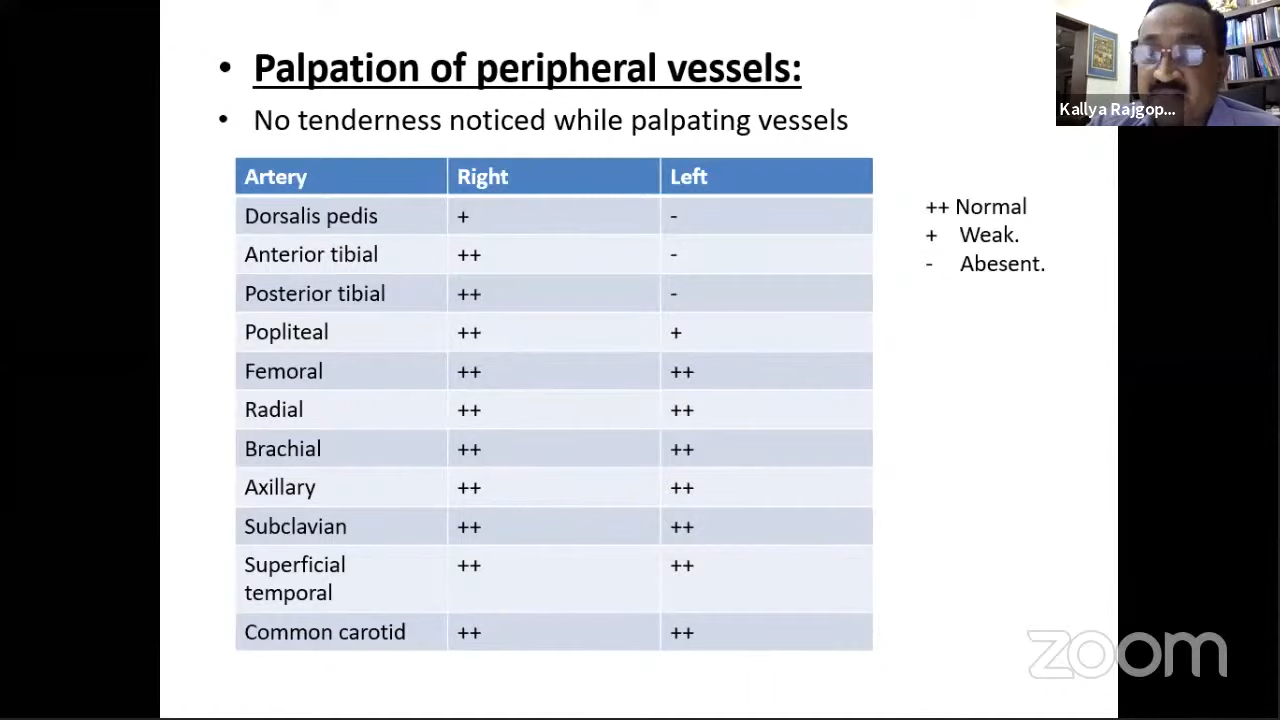 • Palpation of peripheral vessels:
• No tenderness noticed while palpating vessels
Artery Right Left
Dorsalis pedis + -
Anterior tibial ++ -
Posterior tibial ++ -
Popliteal ++ +
Femoral ++ ++
Radial ++ ++
Brachial ++ ++
Axillary ++ ++
Subclavian ++ ++
Superficial
temporal ++ ++
Common carotid ++ ++
++ Normal
+ Weak.
- Abesent.
Kallya Rajgop...
zoom